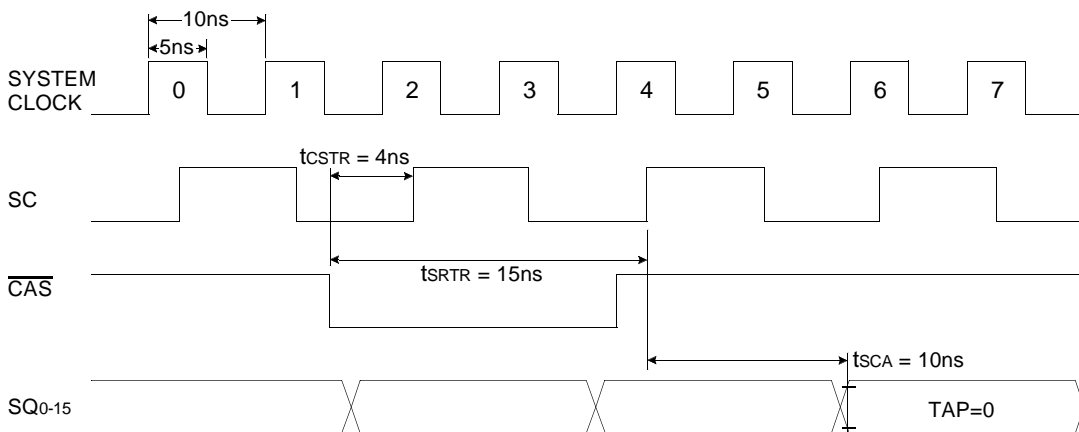 10ns
5ns
SYSTEM
CLOCK
0 1 2 3 4 5 6 7
tCSTR = 4ns
SC
tSRTR = 15ns
CAS
tSCA = 10ns
SQ0-15
TAP=0